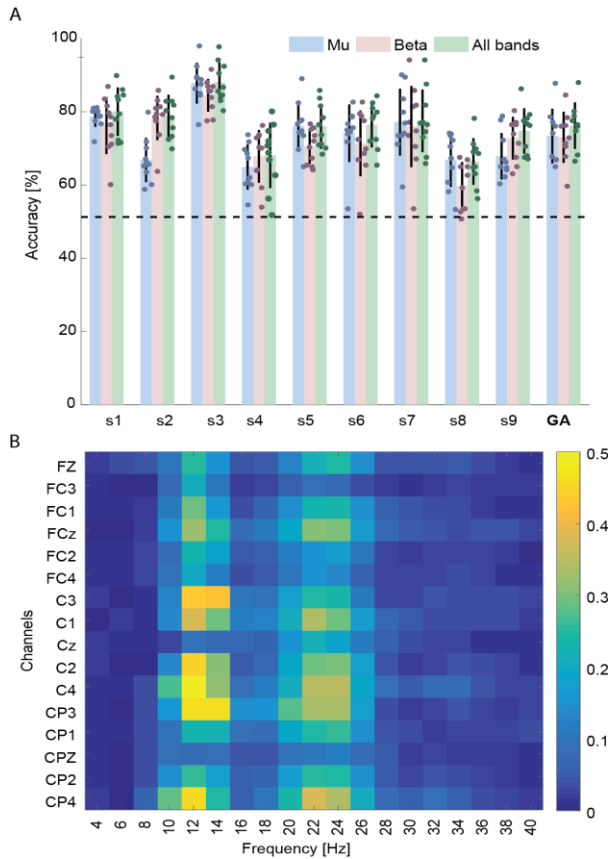 A
Mu Beta All bands
100
80
60
40
20
0
Accuracy [%]
s1 s2 s3 s4 s5 s6 s7 s8 s9 GA
B
FZ
FC3
FC1
FCz
FC2
FC4
C3
C1
Cz
C2
C4
CP3
CP1
CPZ
CP2
CP4
Channels
4 6 8 10 12 14 16 18 20 22 24 26 28 30 32 34 36 38 40
Frequency [Hz]
0.5
0.4
0.3
0.2
0.1
0